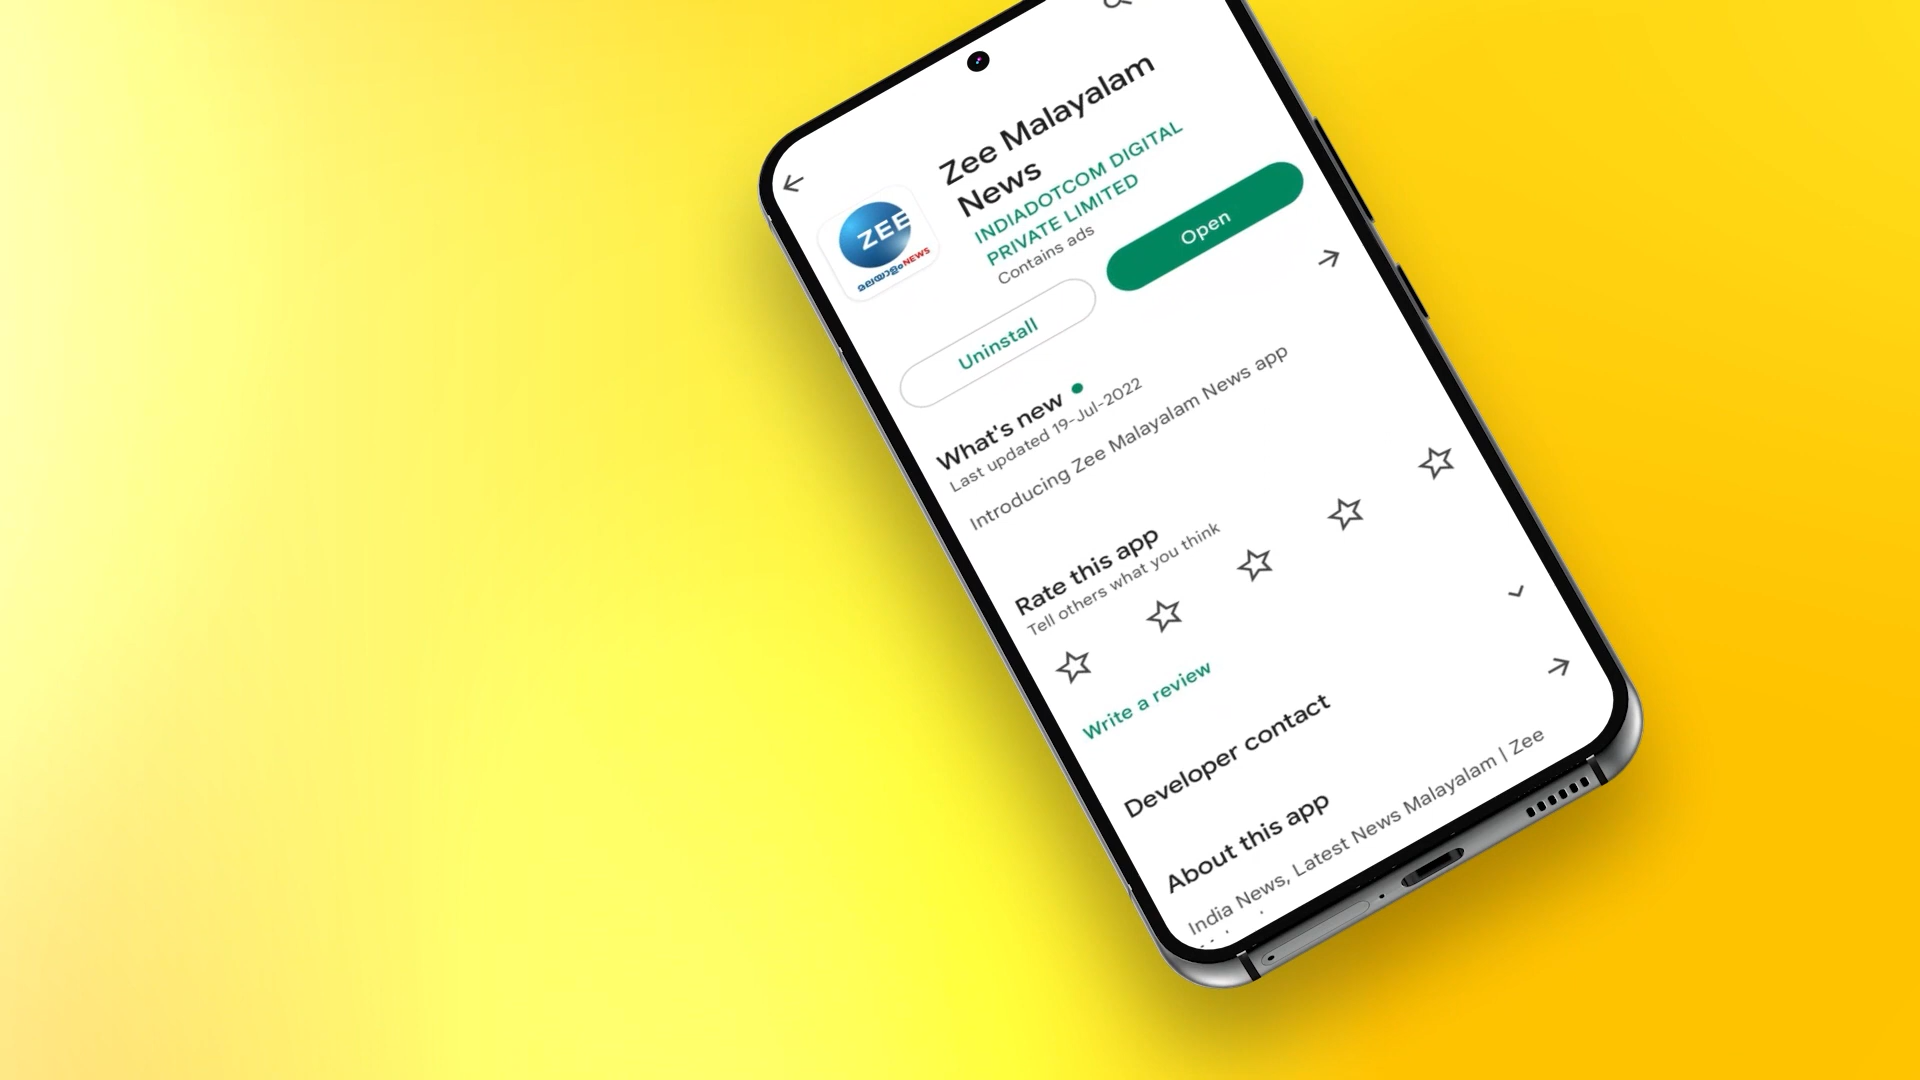 Zee Malayalam
News
INDIADOTCOM DIGITAL
PRIVATE LIMITED
Contains ads
ZEE
മലയാളം NEWS
Uninstall
Open
What's new
Last updated 19-Jul-2022
Introducing Zee Malayalam News app
Rate this app
Tell others what you think
Write a review
Developer contact
About this app
India News, Latest News Malayalam | Zee